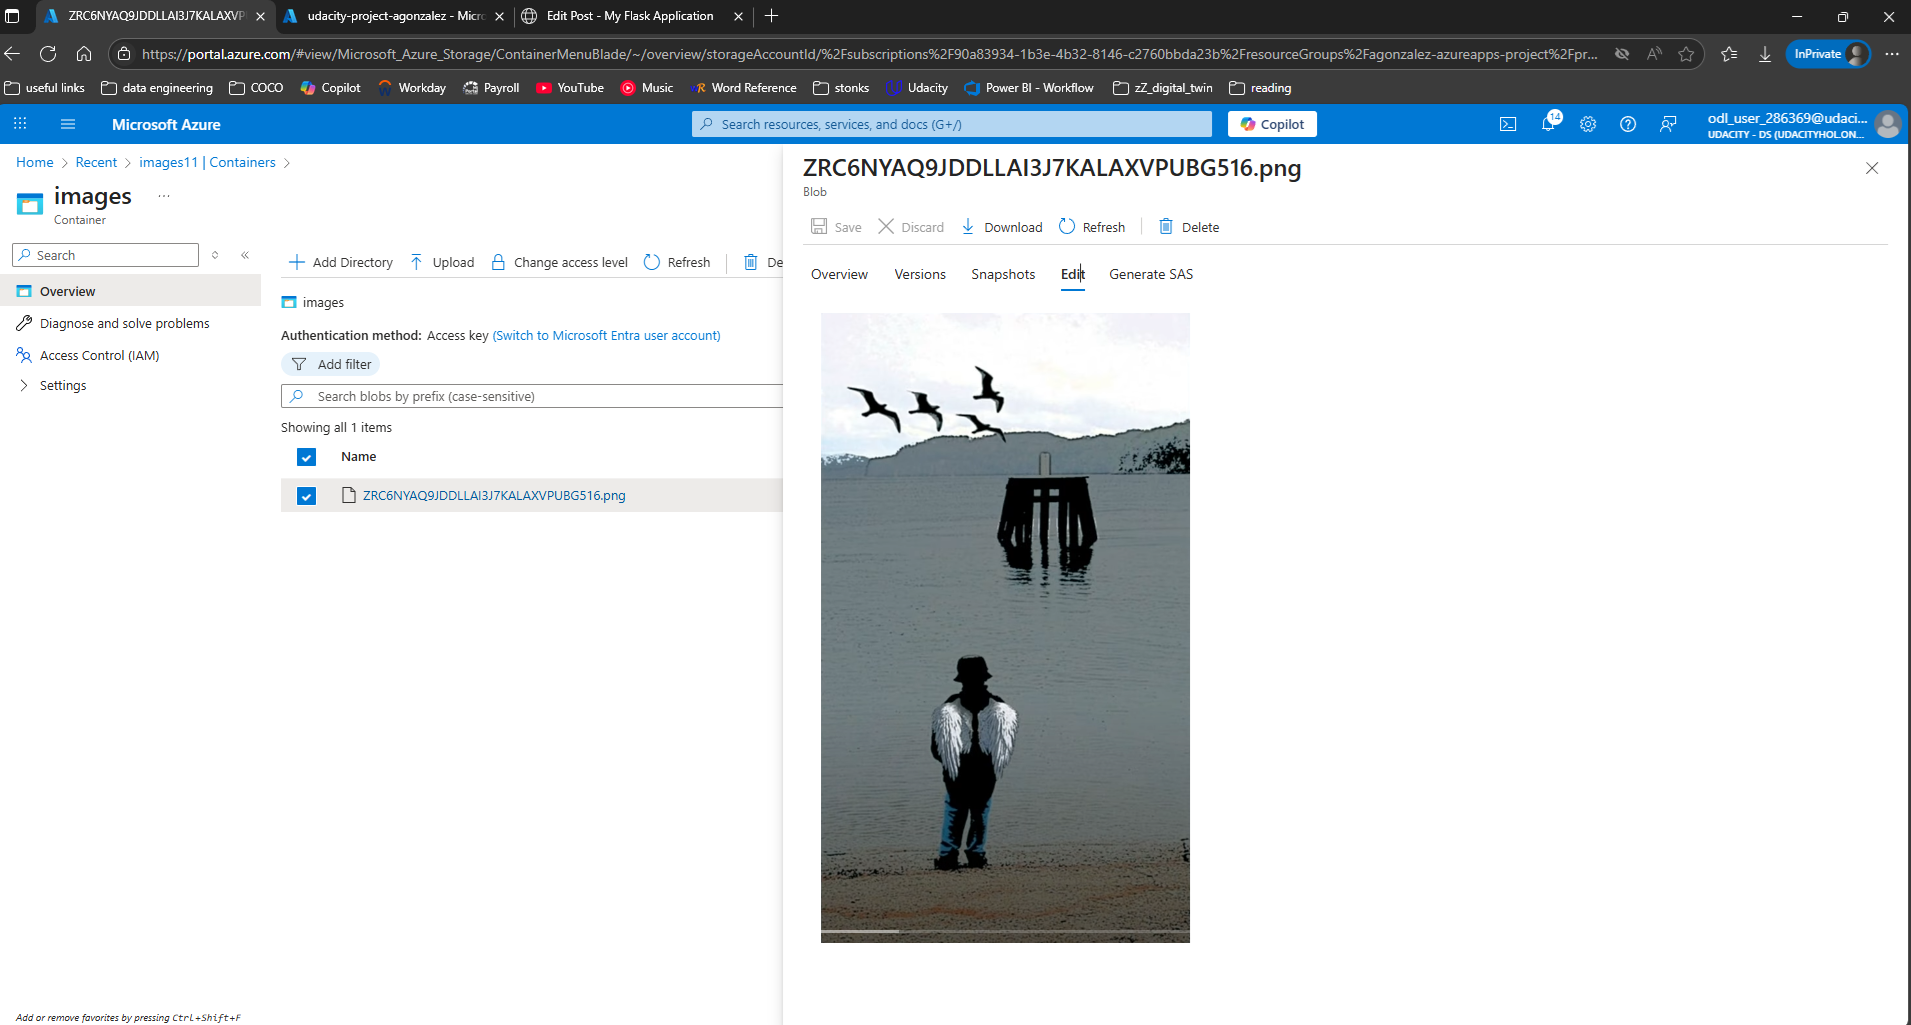 ZRC6NYAQ9JDDLLAI3J7KALAXVP
udacity-project-agonzalez - Micro
Edit Post - My Flask Application
https://portal.azure.com/#view/Microsoft_Azure_Storage/ContainerMenuBlade/~/overview/storageAccountId/%2Fsubscriptions%2F90a83934-1b3e-4b32-8146-c2760bbda23b%2FresourceGroups%2Fagonzalez-azureapps-project%2Fpr...
InPrivate
useful links data engineering COCO Copilot Workday Payroll YouTube Music Word Reference stonks Udacity Power BI - Workflow zZ_digital_twin reading
Microsoft Azure
Search resources, services, and docs (G+/)
Copilot
14
odl_user_286369@udaci...
UDACITY - DS (UDACITYHOL.ON...
Home > Recent > images11 | Containers >
images ...
Container
Search
Overview
Diagnose and solve problems
Access Control (IAM)
Settings
Add Directory Upload Change access level Refresh De
images
Authentication method: Access key (Switch to Microsoft Entra user account)
Add filter
Search blobs by prefix (case-sensitive)
Showing all 1 items
Name
ZRC6NYAQ9JDDLLAI3J7KALAXVPUBG516.png
ZRC6NYAQ9JDDLLAI3J7KALAXVPUBG516.png
Blob
Save Discard Download Refresh Delete
Overview Versions Snapshots Edit Generate SAS
Add or remove favorites by pressing Ctrl+Shift+F